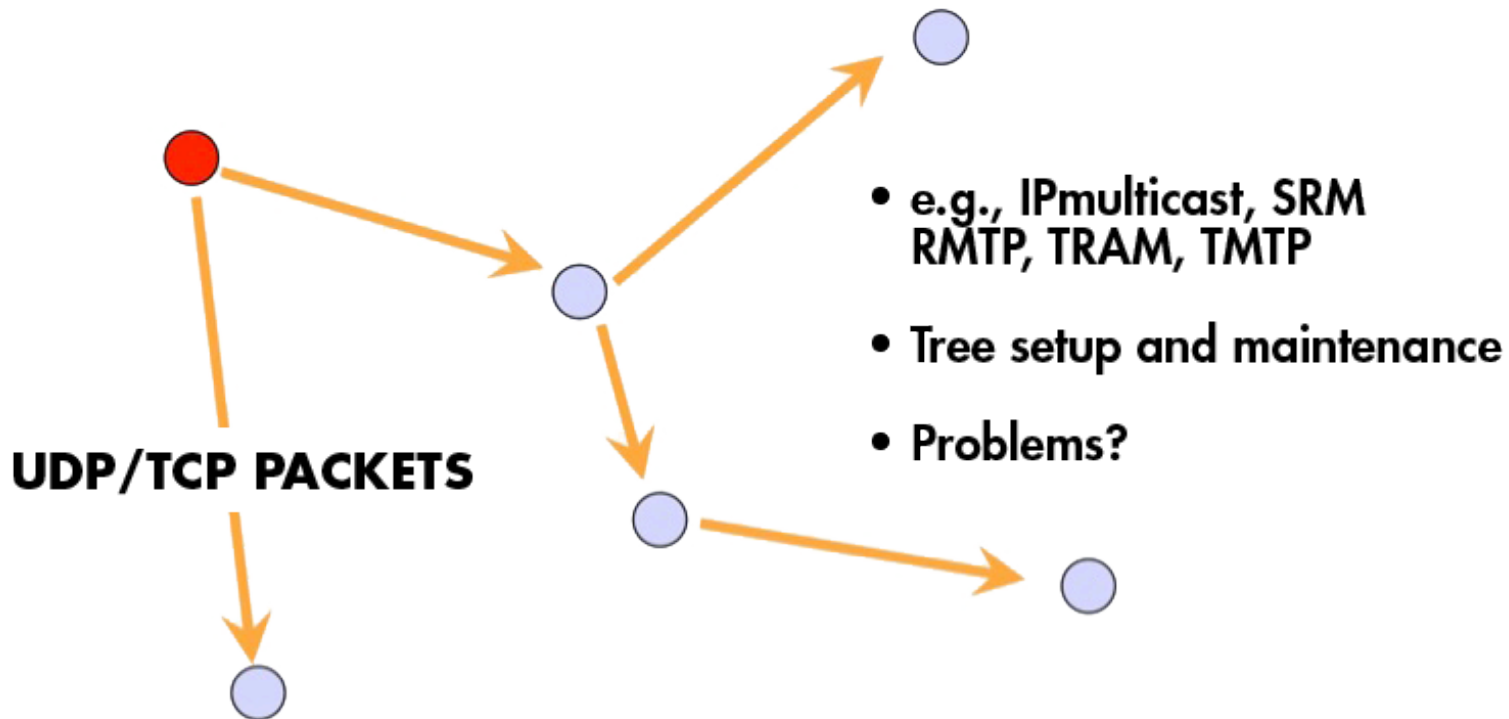 • e.g., IPmulticast, SRM
RMTP, TRAM, TMTP
• Tree setup and maintenance
• Problems?
UDP/TCP PACKETS